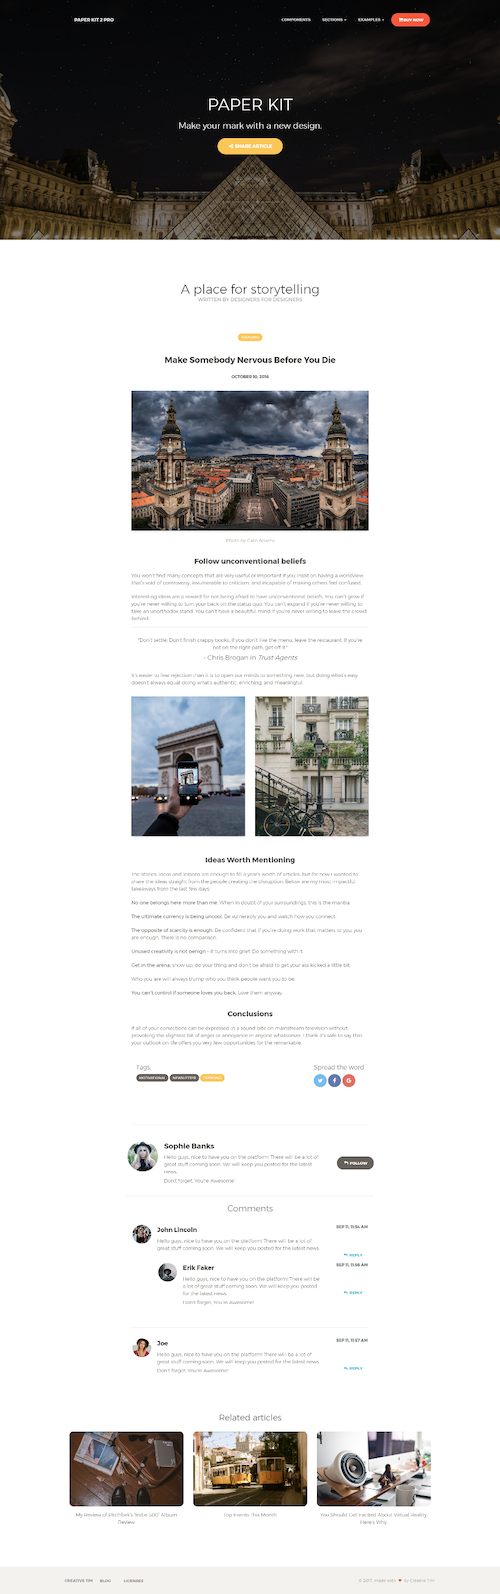 PAPER KIT 2 PRO
COMPONENTS SECTIONS EXAMPLES BUY NOW
PAPER KIT
Make your mark with a new design.
SHARE ARTICLE
A place for storytelling
WRITTEN BY DESIGNERS FOR DESIGNERS
Make Somebody Nervous Before You Die
OCTOBER 10, 2016
Photo by Cash Adams
Follow unconventional beliefs
You won't find many concepts that are very useful or important if you insist on having a worldview
that's void of controversy, invulnerable to criticism, and incapable of making others feel confused.
Interesting ideas are a reward for not being afraid to have unconventional beliefs. You can't grow if
you're never willing to turn your back on the status quo. You can't expand if you're never willing to
take an unorthodox stand. You can't have a beautiful mind if you're never willing to leave the crowd
behind.
"Don't settle: Don't finish crappy books. If you don't like the menu, leave the restaurant. If you're
not on the right path, get off it."
- Chris Brogan in Trust Agents
It's easier to fear rejection than it is to open our minds to something new, but doing what's easy
doesn't always equal doing what's authentic, enriching, and meaningful.
Ideas Worth Mentioning
The stories, ideas and lessons are enough to fill a year's worth of articles, but for now I wanted to
share the ideas straight from the people creating the disruption. Below are my most impactful
takeaways from the last few days:
No one belongs here more than me. When in doubt of your surroundings, this is the mantra.
The ultimate currency is being uncool. Be vulnerable you and watch how you connect.
The opposite of scarcity is enough. Be confident that if you're doing work that matters to you, you
are enough. There is no comparison.
Unused creativity is not benign - it turns into grief. Do something with it.
Get in the arena, show up, do your thing and don't be afraid to get your ass kicked a little bit.
Who you are will always trump who you think people want you to be.
You can't control if someone loves you back. Love them anyway.
Conclusions
If all of your convictions can be expressed in a sound bite on mainstream television without
provoking the slightest bit of anger or annoyance in anyone whatsoever, I think it's safe to say that
your outlook on life offers you very few opportunities for the remarkable.
Tags:
Spread the word
MOTIVATIONAL NEWSLETTER TRENDING
Sophie Banks
Hello guys, nice to have you on the platform! There will be a lot of
great stuff coming soon. We will keep you posted for the latest
news.
Don't forget, You're Awesome!
FOLLOW
Comments
John Lincoln
SEP 11, 11:54 AM
Hello guys, nice to have you on the platform! There will be a lot of
great stuff coming soon. We will keep you posted for the latest news.
REPLY
Erik Faker
SEP 11, 11:56 AM
Hello guys, nice to have you on the platform! There will be
a lot of great stuff coming soon. We will keep you posted
for the latest news.
Don't forget, You're Awesome!
REPLY
Joe
SEP 11, 11:57 AM
Hello guys, nice to have you on the platform! There will be a lot of
great stuff coming soon. We will keep you posted for the latest news.
Don't forget, You're Awesome!
REPLY
Related articles
My Review of Pitchfork's 'Indie 500' Album
Review
Top Events This Month
You Should Get Excited About Virtual Reality.
Here's Why.
CREATIVE TIM BLOG LICENSES
© 2017, made with by Creative Tim